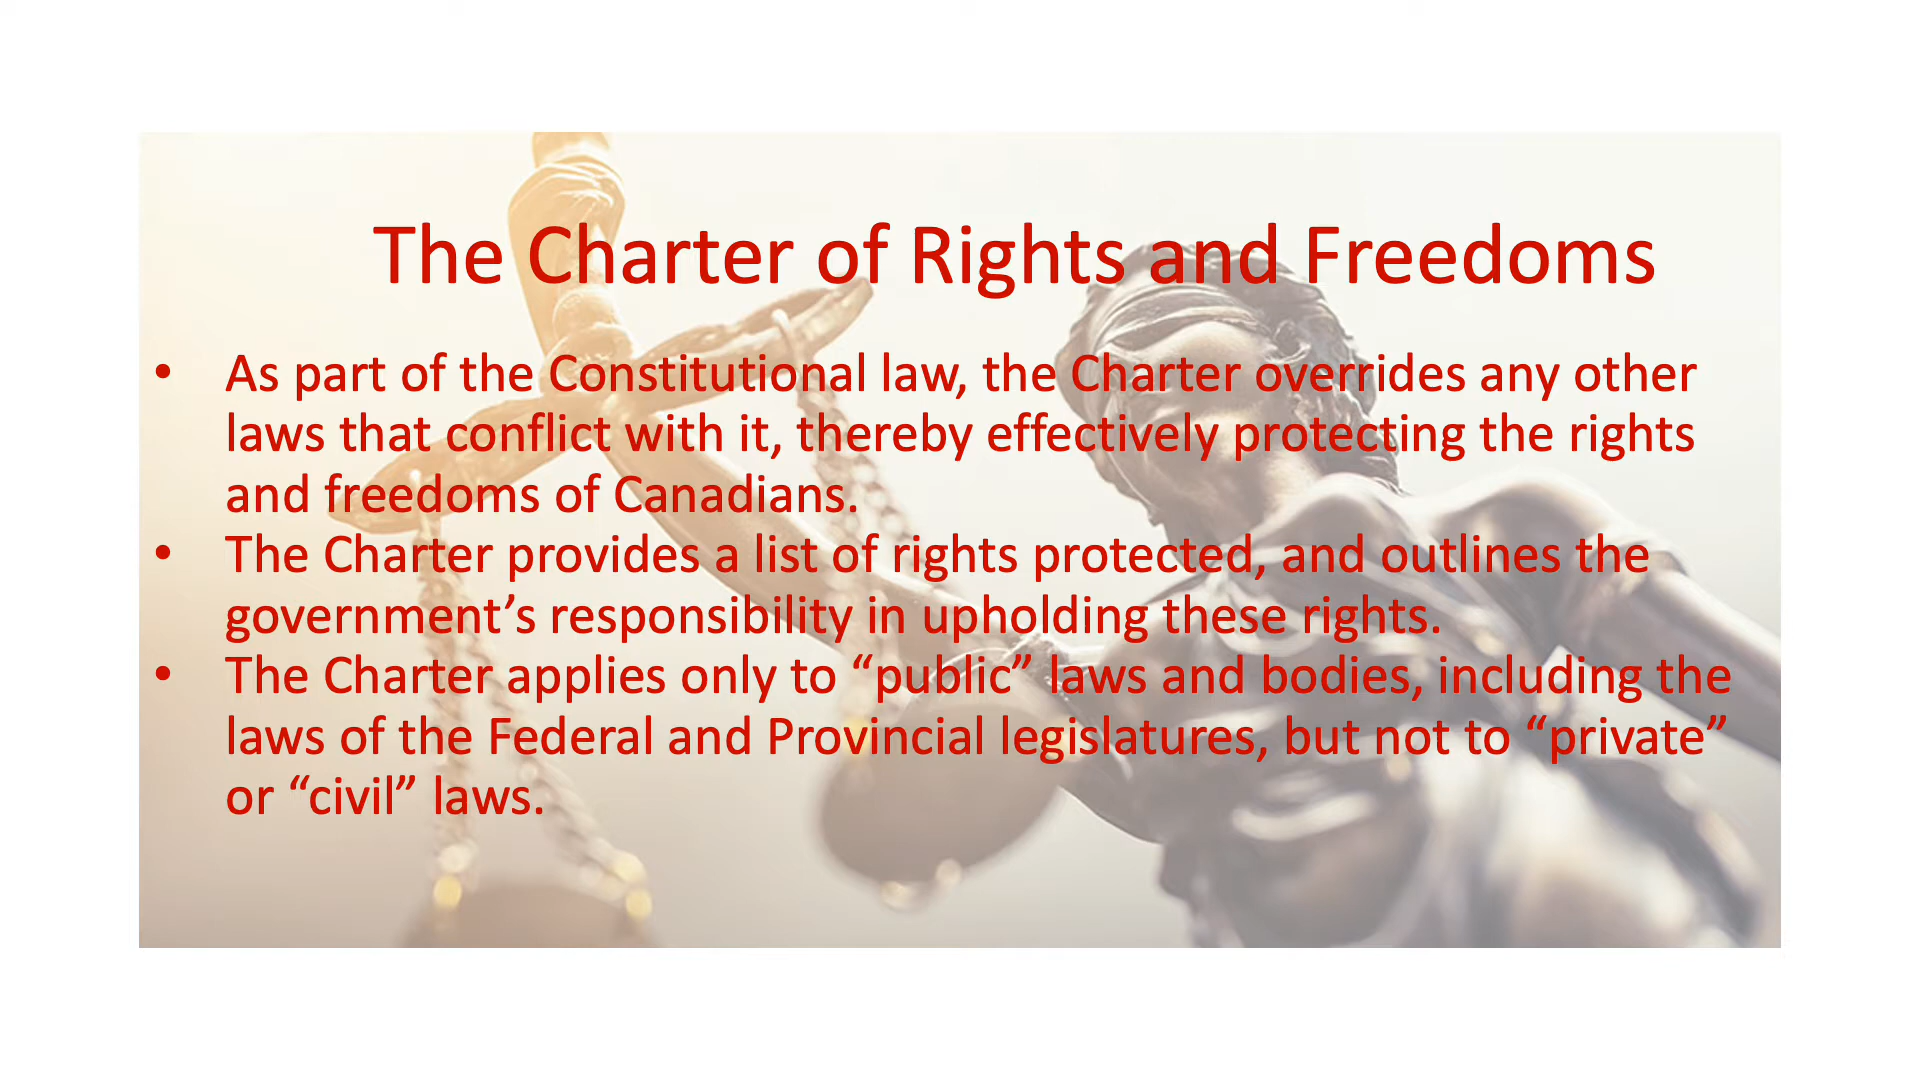 The Charter of Rights and Freedoms
• As part of the Constitutional law, the Charter overrides any other
laws that conflict with it, thereby effectively protecting the rights
and freedoms of Canadians.
• The Charter provides a list of rights protected, and outlines the
government’s responsibility in upholding these rights.
• The Charter applies only to “public” laws and bodies, including the
laws of the Federal and Provincial legislatures, but not to “private”
or “civil” laws.